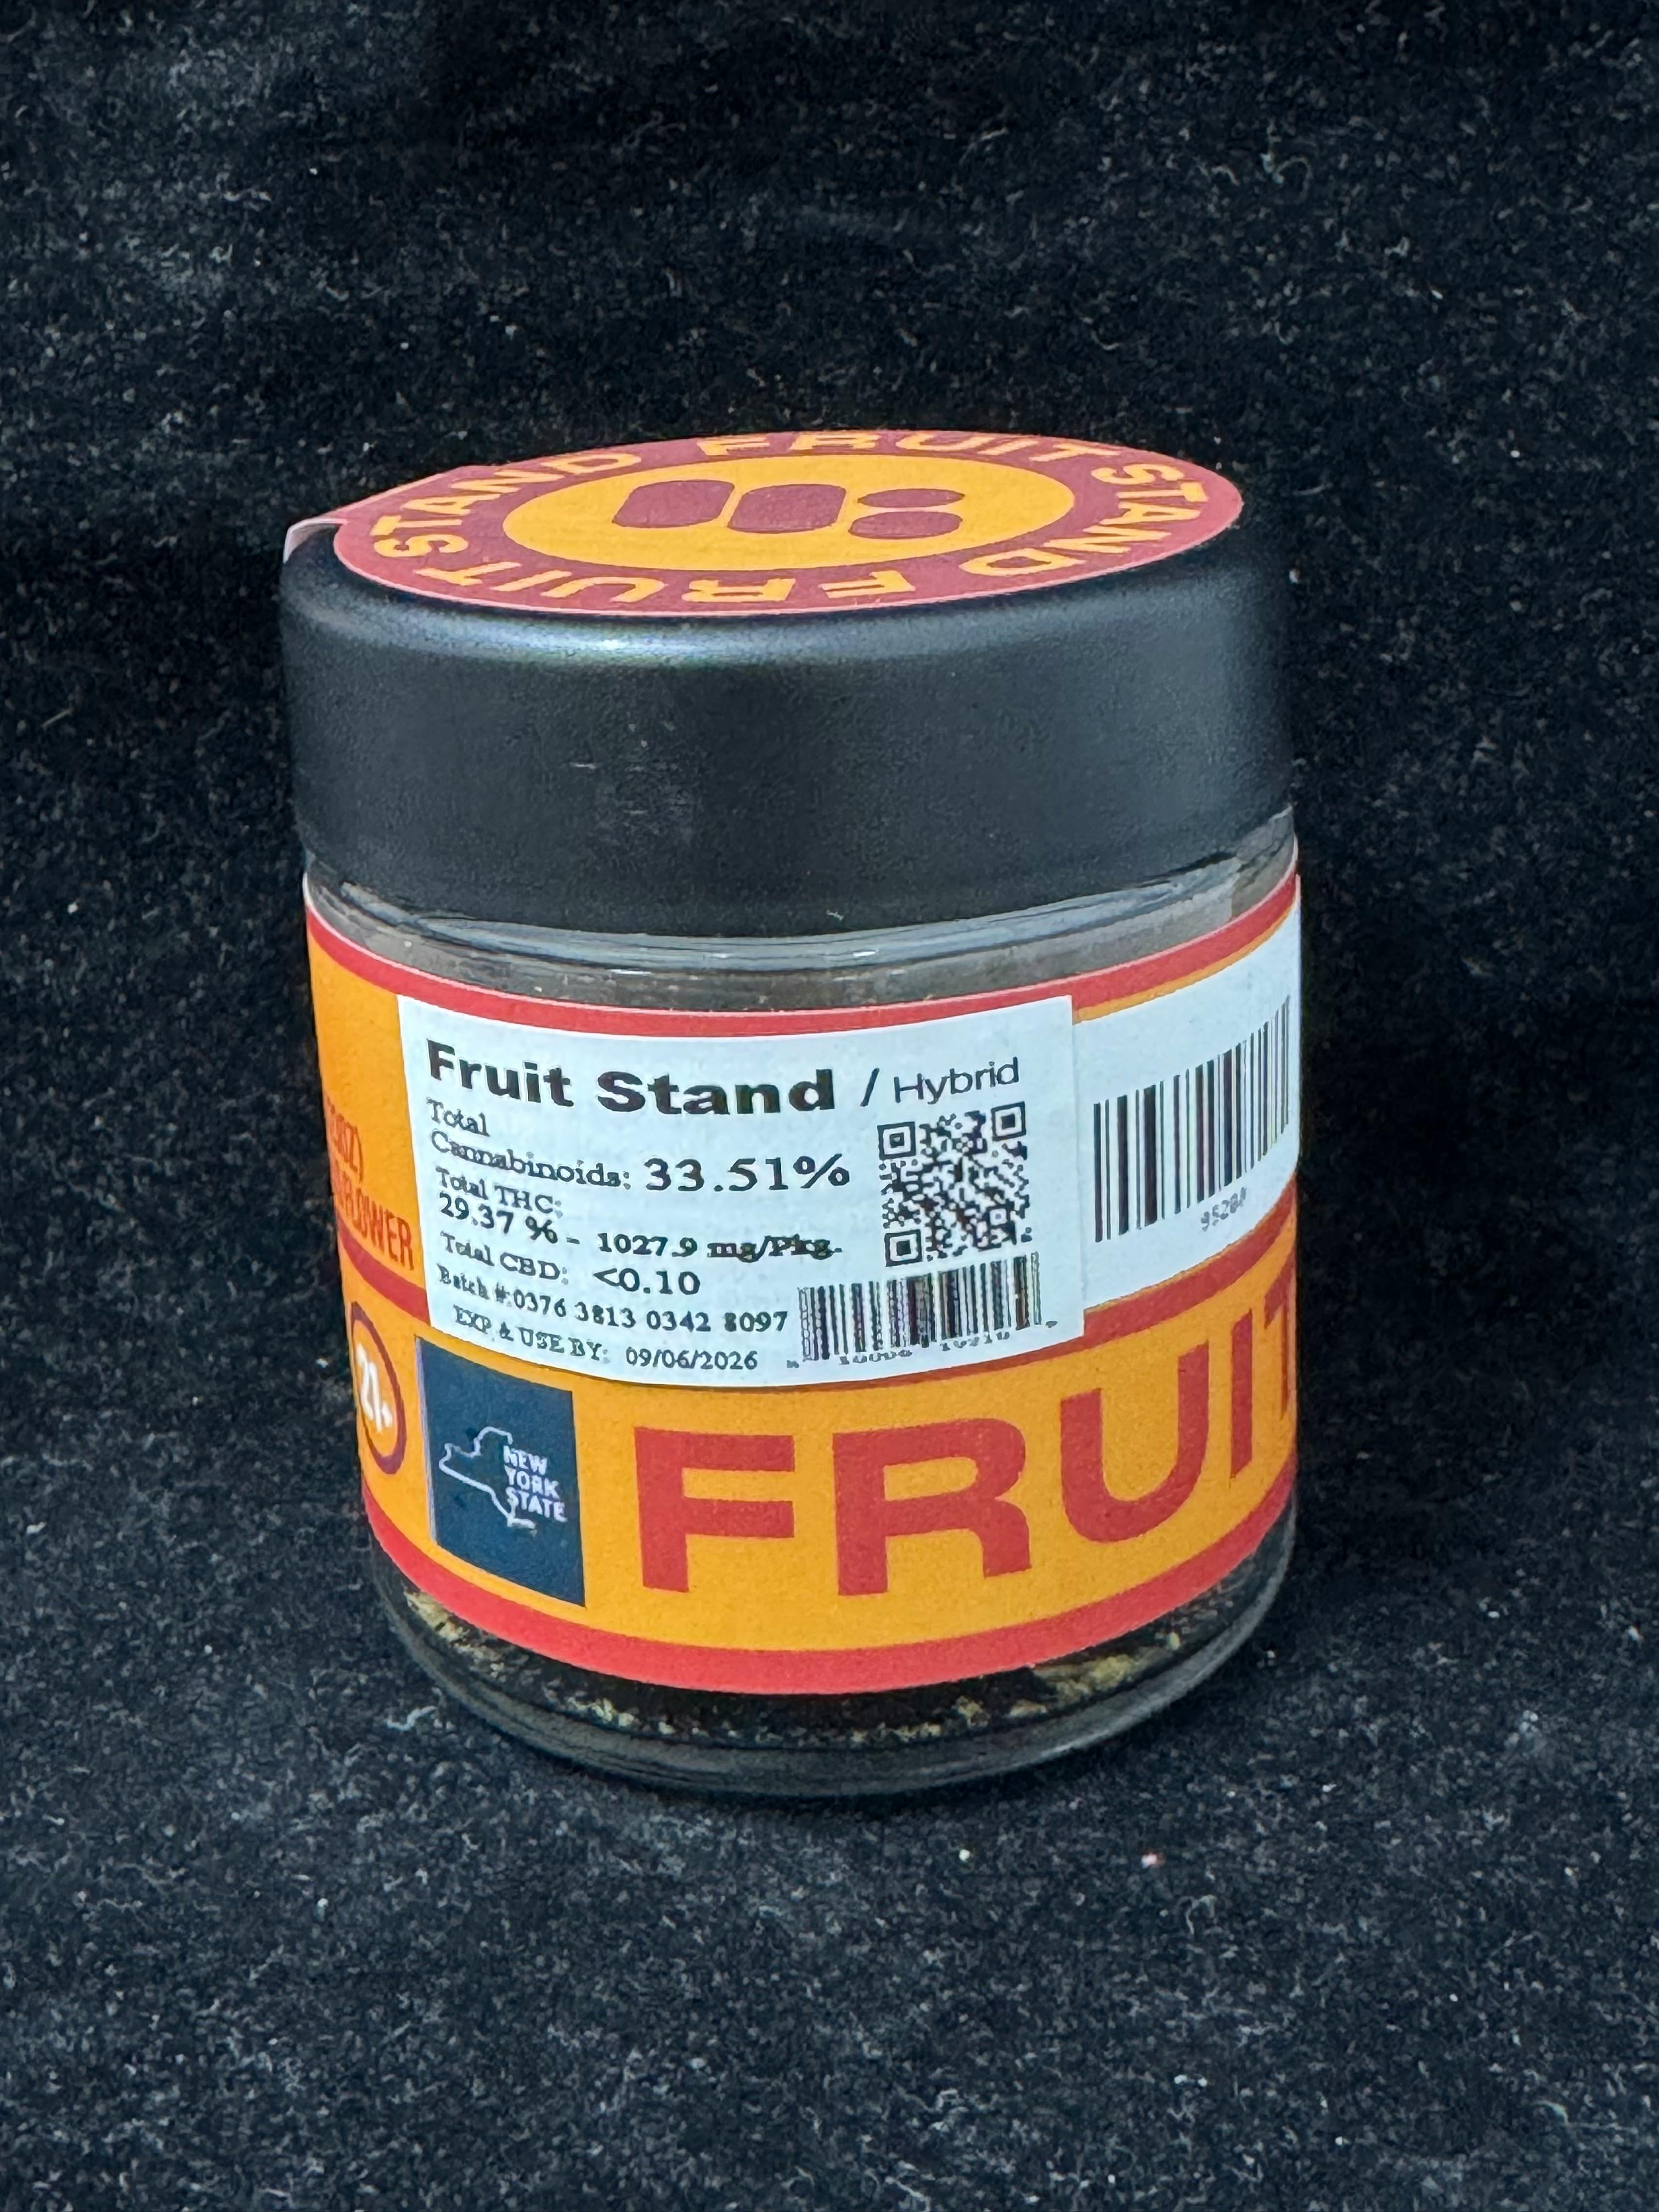 FRUIT STAND FRUIT STAND FRUIT STAND
Fruit Stand / Hybrid
Total
Cannabinoids: 33.51%
Total THC:
29.37 % - 1027.9 mg/Pkg.
Total CBD: <0.10
Batch #:0376 3813 0342 8097
EXP & USE BY: 09/06/2026
21+
NEW
YORK
STATE
FRUIT